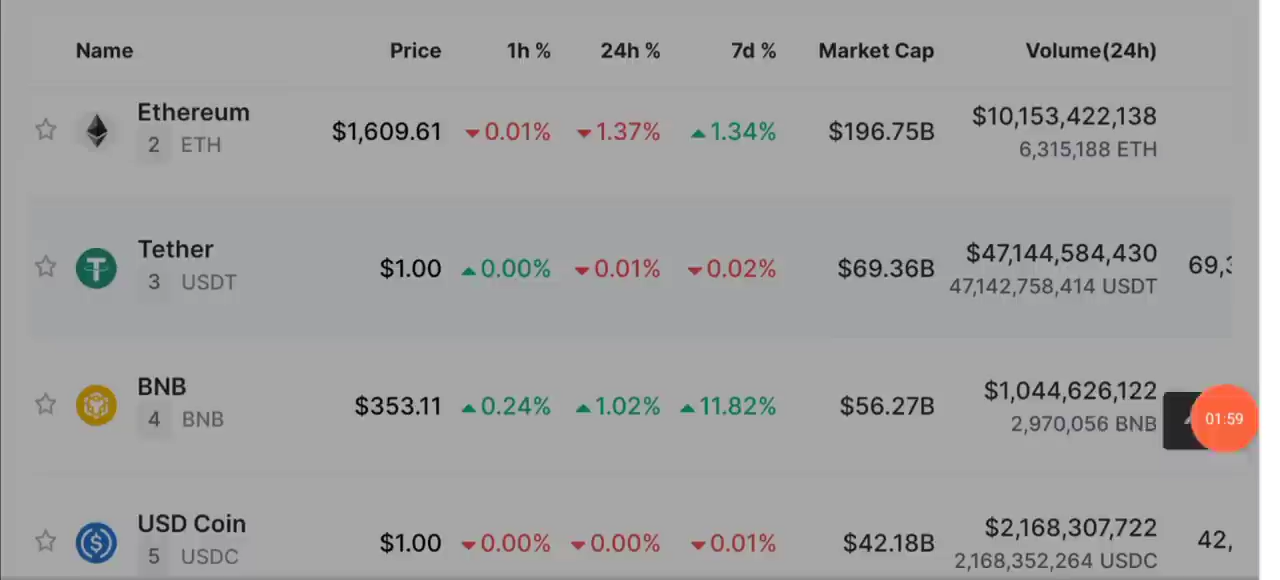 Name Price 1h % 24h % 7d % Market Cap Volume(24h)
Ethereum
2 ETH
$1,609.61 0.01% 1.37% 1.34% $196.75B $10,153,422,138
6,315,188 ETH
Tether
3 USDT
$1.00 0.00% 0.01% 0.02% $69.36B $47,144,584,430
47,142,758,414 USDT
69,3
BNB
4 BNB
$353.11 0.24% 1.02% 11.82% $56.27B $1,044,626,122
2,970,056 BNB
01:59
USD Coin
5 USDC
$1.00 0.00% 0.00% 0.01% $42.18B $2,168,307,722
2,168,352,264 USDC
42,